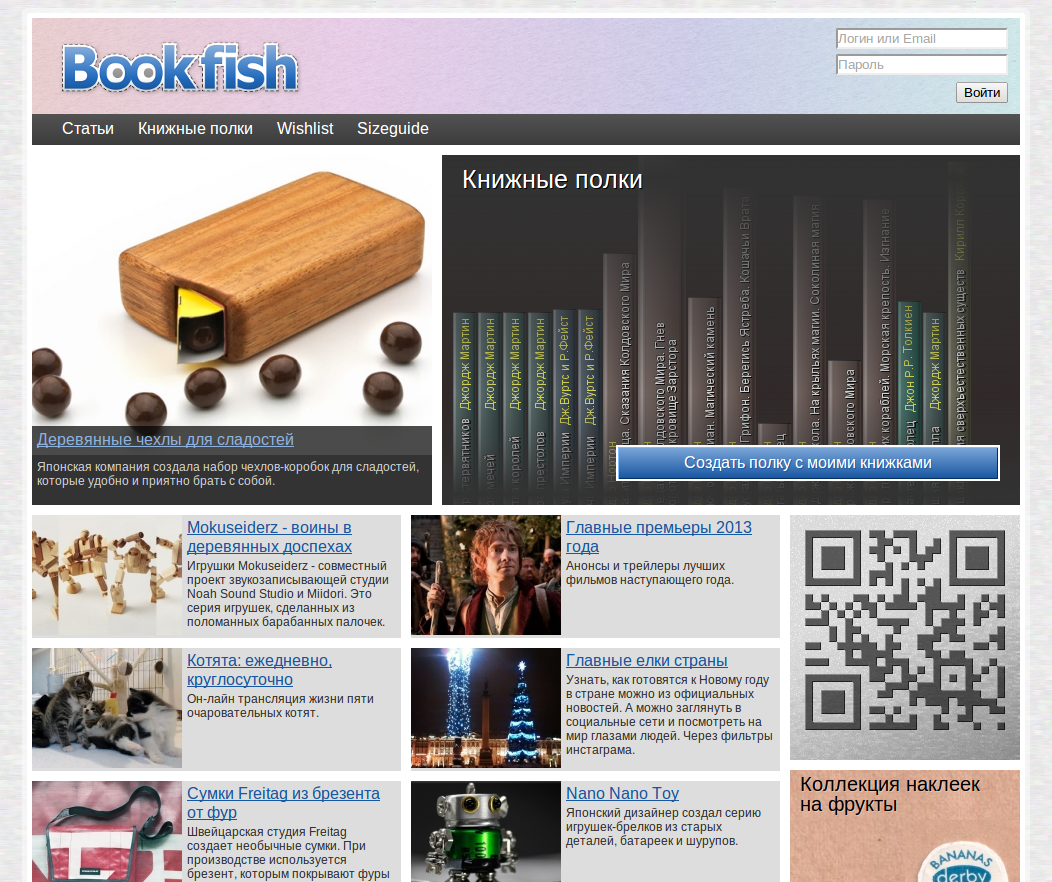 Bookfish
Логин или Email
Пароль
Войти
Статьи
Книжные полки
Wishlist
Sizeguide
Деревянные чехлы для сладостей
Японская компания создала набор чехлов-коробок для сладостей,
которые удобно и приятно брать с собой.
Книжные полки
Джордж Мартин
Джордж Мартин
Джордж Мартин
Джордж Мартин
престолов
Империи Дж.Вуртс и Р.Фейст
Империи Дж.Вуртс и Р.Фейст
Сказания Колдовского Мира
Мира. Гнев
Магический камень
Грифон. Берегись Ястреба. Кошачьи Врата
На крыльях магии. Соколиная магия
Мира
кораблей. Морская крепость. Изгнание
Джон Р.Р. Толкиен
Джордж Мартин
сверхъестественных существ Кирилл
Создать полку с моими книжками
Mokuseiderz - воины в
деревянных доспехах
Игрушки Mokuseiderz - совместный
проект звукозаписывающей студии
Noah Sound Studio и Miidori. Это
серия игрушек, сделанных из
поломанных барабанных палочек.
Главные премьеры 2013
года
Анонсы и трейлеры лучших
фильмов наступающего года.
Котята: ежедневно,
круглосуточно
Он-лайн трансляция жизни пяти
очаровательных котят.
Главные елки страны
Узнать, как готовятся к Новому году
в стране можно из официальных
новостей. А можно заглянуть в
социальные сети и посмотреть на
мир глазами людей. Через фильтры
инстаграма.
Сумки Freitag из брезента
от фур
Швейцарская студия Freitag
создает необычные сумки. При
производстве используется
брезент, которым покрывают фуры
Nano Nano Toy
Японский дизайнер создал серию
игрушек-брелков из старых
деталей, батареек и шурупов.
Коллекция наклеек
на фрукты
BANANAS
derby